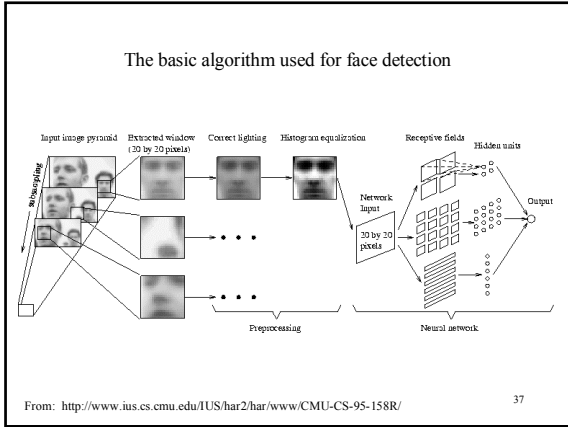 The basic algorithm used for face detection
Input image pyramid
Extracted window
(20 by 20 pixels)
Correct lighting
Histogram equalization
Receptive fields
Hidden units
subsampling
Network
Input
20 by 20
pixels
Output
Preprocessing
Neural network
From: http://www.ius.cs.cmu.edu/IUS/har2/har/www/CMU-CS-95-158R/
37